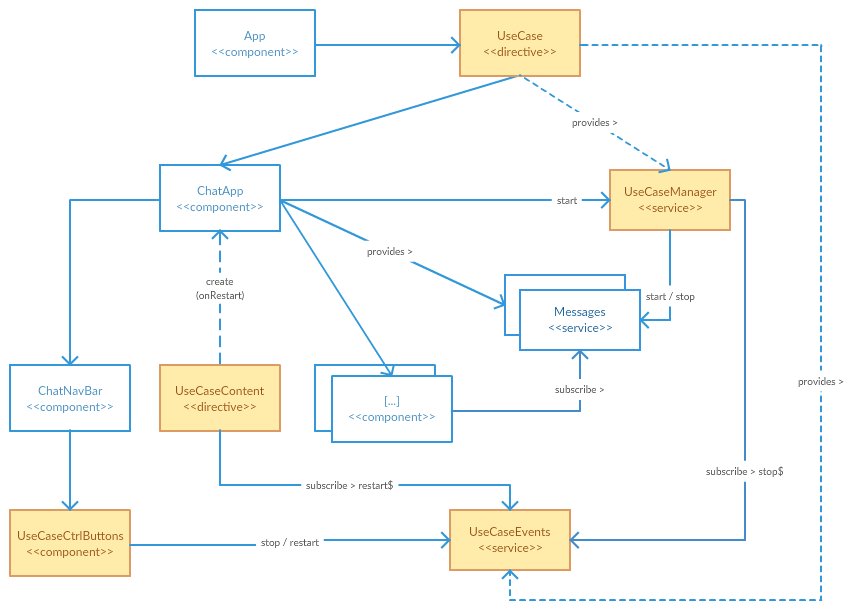 App
<<component>>
UseCase
<<directive>>
provides >
ChatApp
<<component>>
start
UseCaseManager
<<service>>
provides >
create
(onRestart)
Messages
<<service>>
start / stop
provides >
ChatNavBar
<<component>>
UseCaseContent
<<directive>>
[...]
<<component>>
subscribe >
subscribe > stop$
subscribe > restart$
UseCaseCtrlButtons
<<component>>
stop / restart
UseCaseEvents
<<service>>